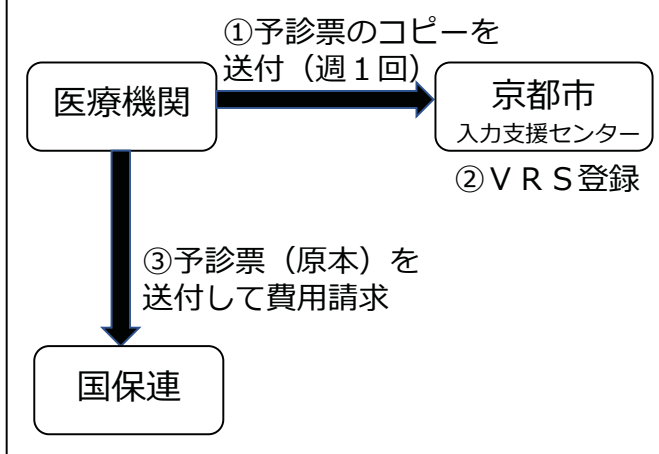 ①予診票のコピーを
送付（週１回）
医療機関
京都市
入力支援センター
②ＶＲＳ登録
③予診票（原本）を
送付して費用請求
国保連